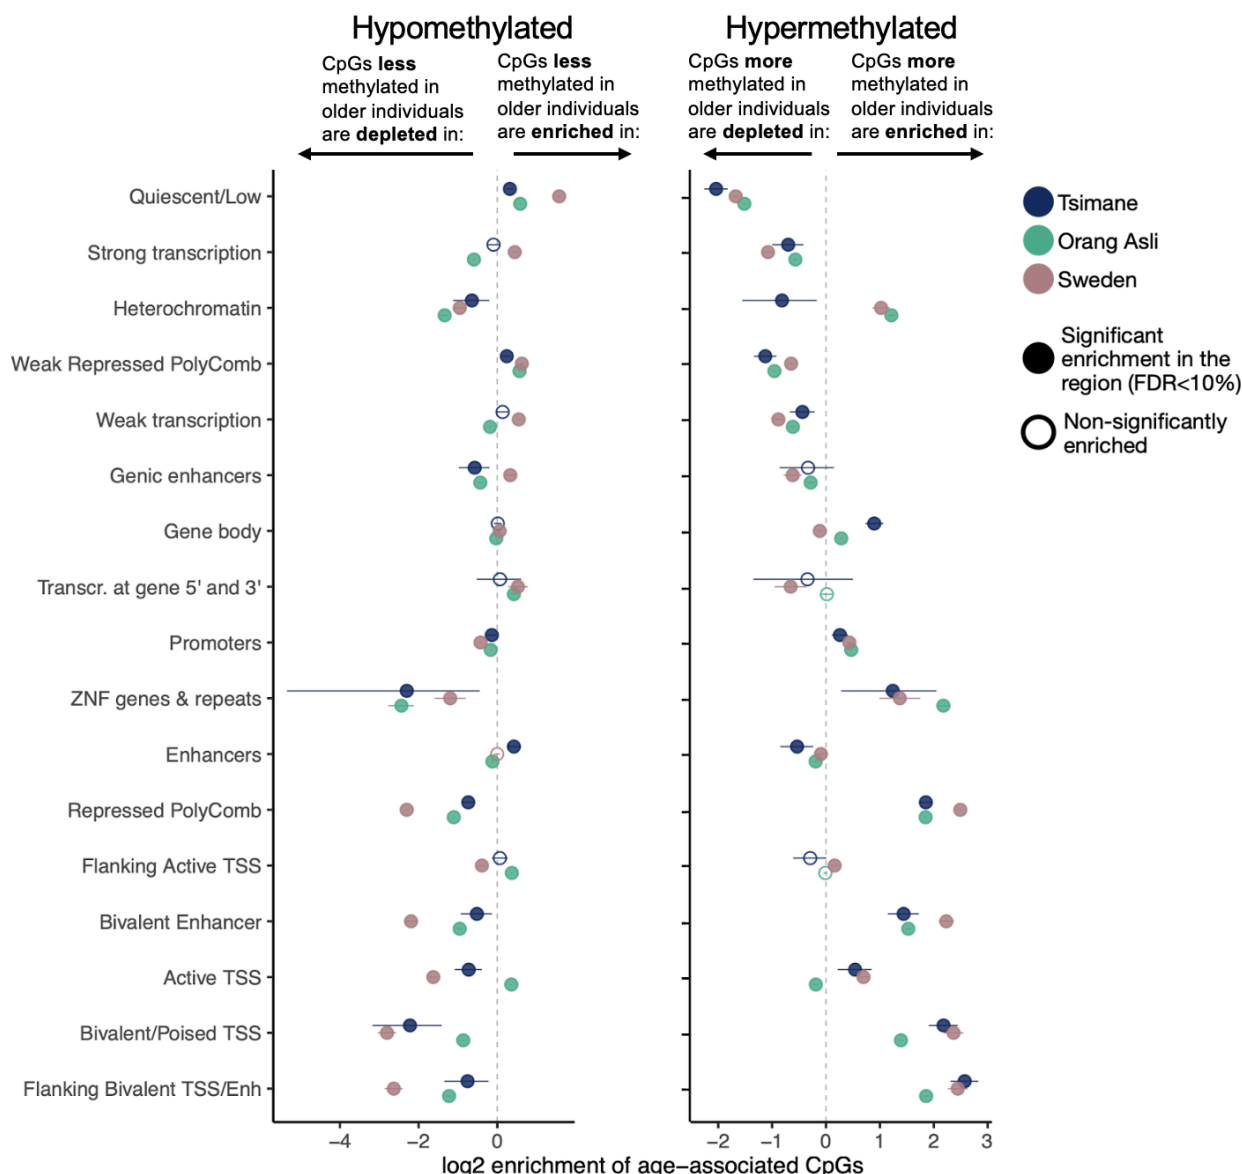 Hypomethylated
CpGs less
methylated in
older individuals
are depleted in:
CpGs less
methylated in
older individuals
are enriched in:
Hypermethylated
CpGs more
methylated in
older individuals
are depleted in:
CpGs more
methylated in
older individuals
are enriched in:
Quiescent/Low
Strong transcription
Heterochromatin
Weak Repressed PolyComb
Weak transcription
Genic enhancers
Gene body
Transcr. at gene 5' and 3'
Promoters
ZNF genes & repeats
Enhancers
Repressed PolyComb
Flanking Active TSS
Bivalent Enhancer
Active TSS
Bivalent/Poised TSS
Flanking Bivalent TSS/Enh
−4 −2 0
−2 −1 0 1 2 3
log2 enrichment of age−associated CpGs
Tsimane
Orang Asli
Sweden
Significant
enrichment in the
region (FDR<10%)
Non-significantly
enriched